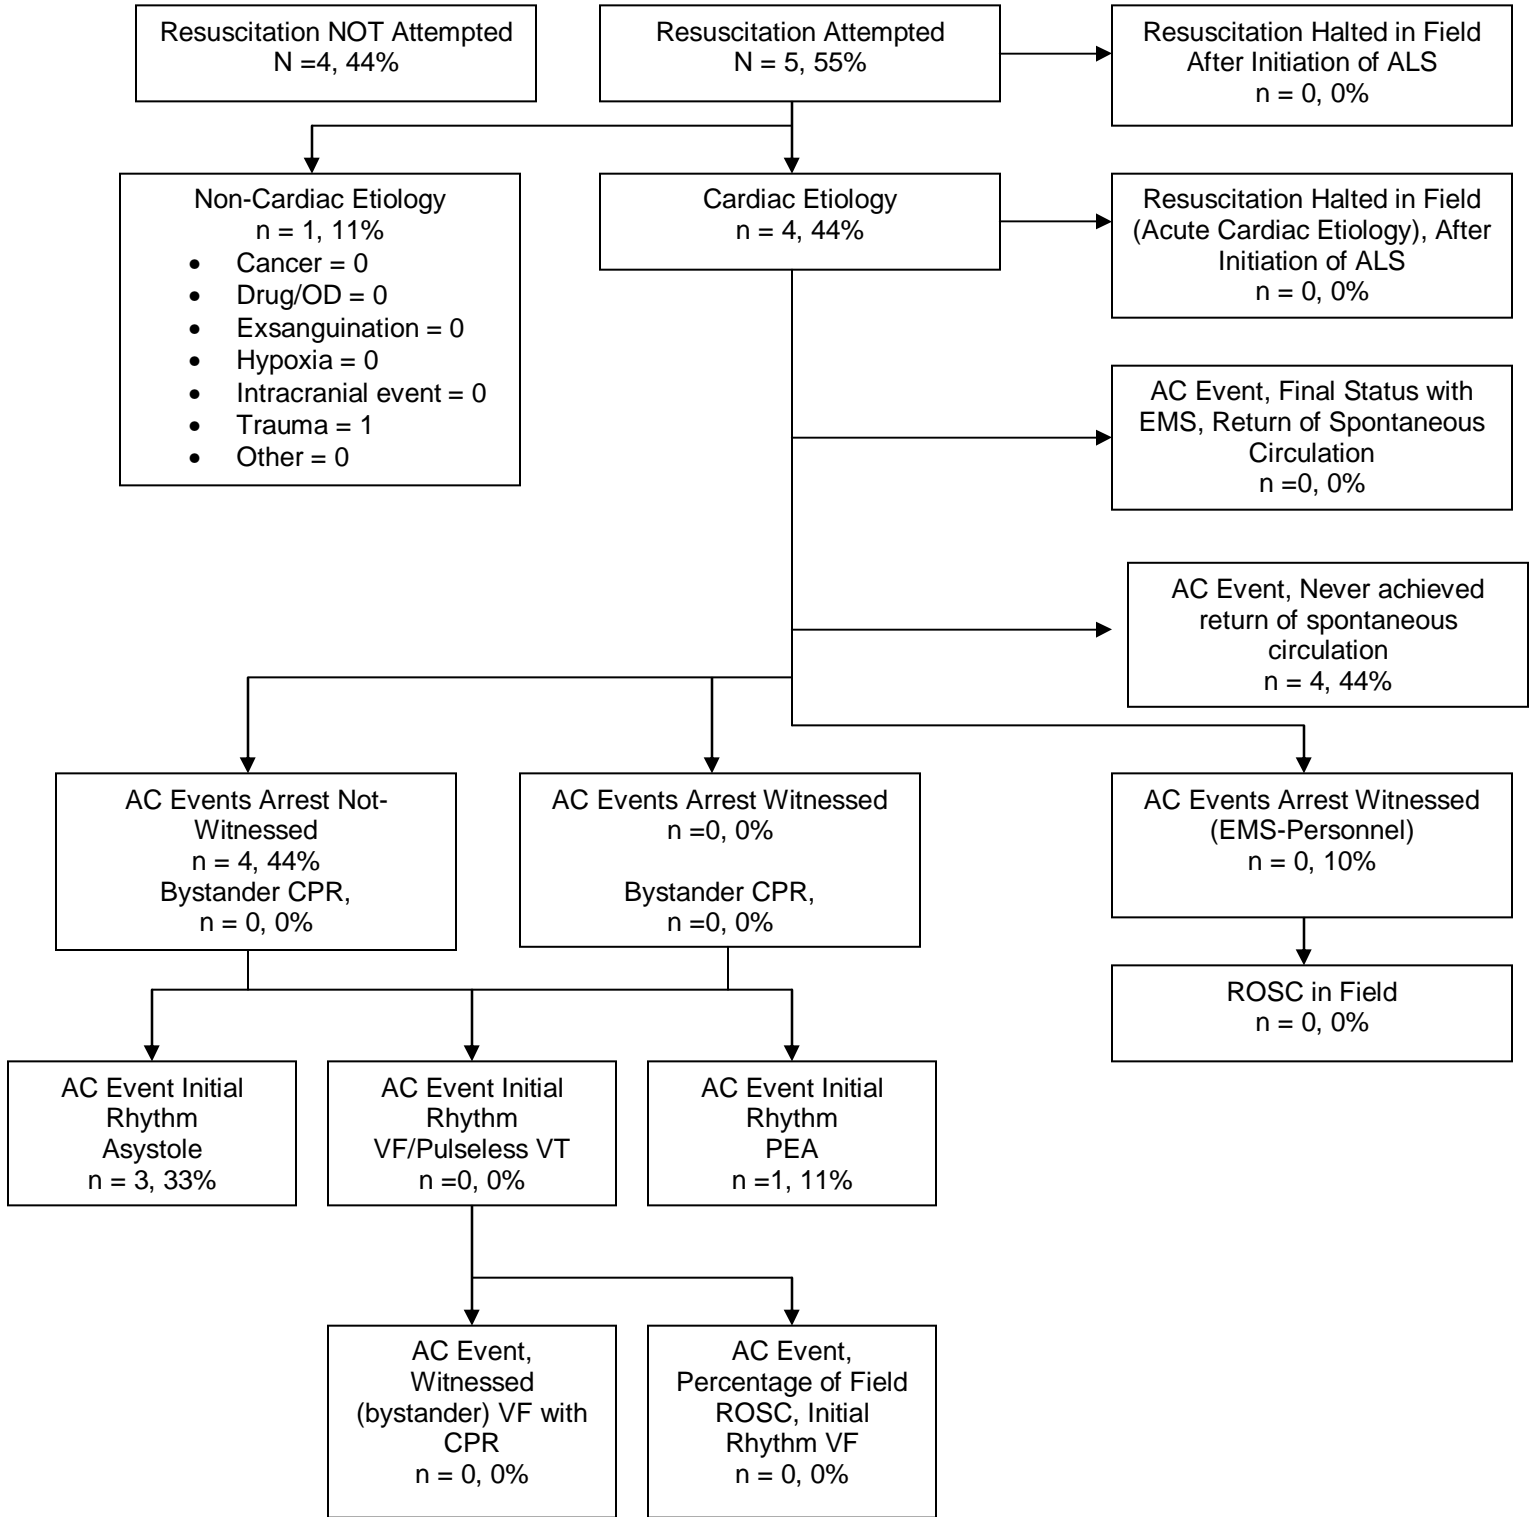 Resuscitation NOT Attempted
N =4, 44%
Resuscitation Attempted
N = 5, 55%
Resuscitation Halted in Field
After Initiation of ALS
n = 0, 0%
Non-Cardiac Etiology
n = 1, 11%
• Cancer = 0
• Drug/OD = 0
• Exsanguination = 0
• Hypoxia = 0
• Intracranial event = 0
• Trauma = 1
• Other = 0
Cardiac Etiology
n = 4, 44%
Resuscitation Halted in Field
(Acute Cardiac Etiology), After
Initiation of ALS
n = 0, 0%
AC Event, Final Status with
EMS, Return of Spontaneous
Circulation
n =0, 0%
AC Event, Never achieved
return of spontaneous
circulation
n = 4, 44%
AC Events Arrest Not-
Witnessed
n = 4, 44%
Bystander CPR,
n = 0, 0%
AC Events Arrest Witnessed
n =0, 0%
Bystander CPR,
n =0, 0%
AC Events Arrest Witnessed
(EMS-Personnel)
n = 0, 10%
ROSC in Field
n = 0, 0%
AC Event Initial
Rhythm
Asystole
n = 3, 33%
AC Event Initial
Rhythm
VF/Pulseless VT
n =0, 0%
AC Event Initial
Rhythm
PEA
n =1, 11%
AC Event,
Witnessed
(bystander) VF with
CPR
n = 0, 0%
AC Event,
Percentage of Field
ROSC, Initial
Rhythm VF
n = 0, 0%